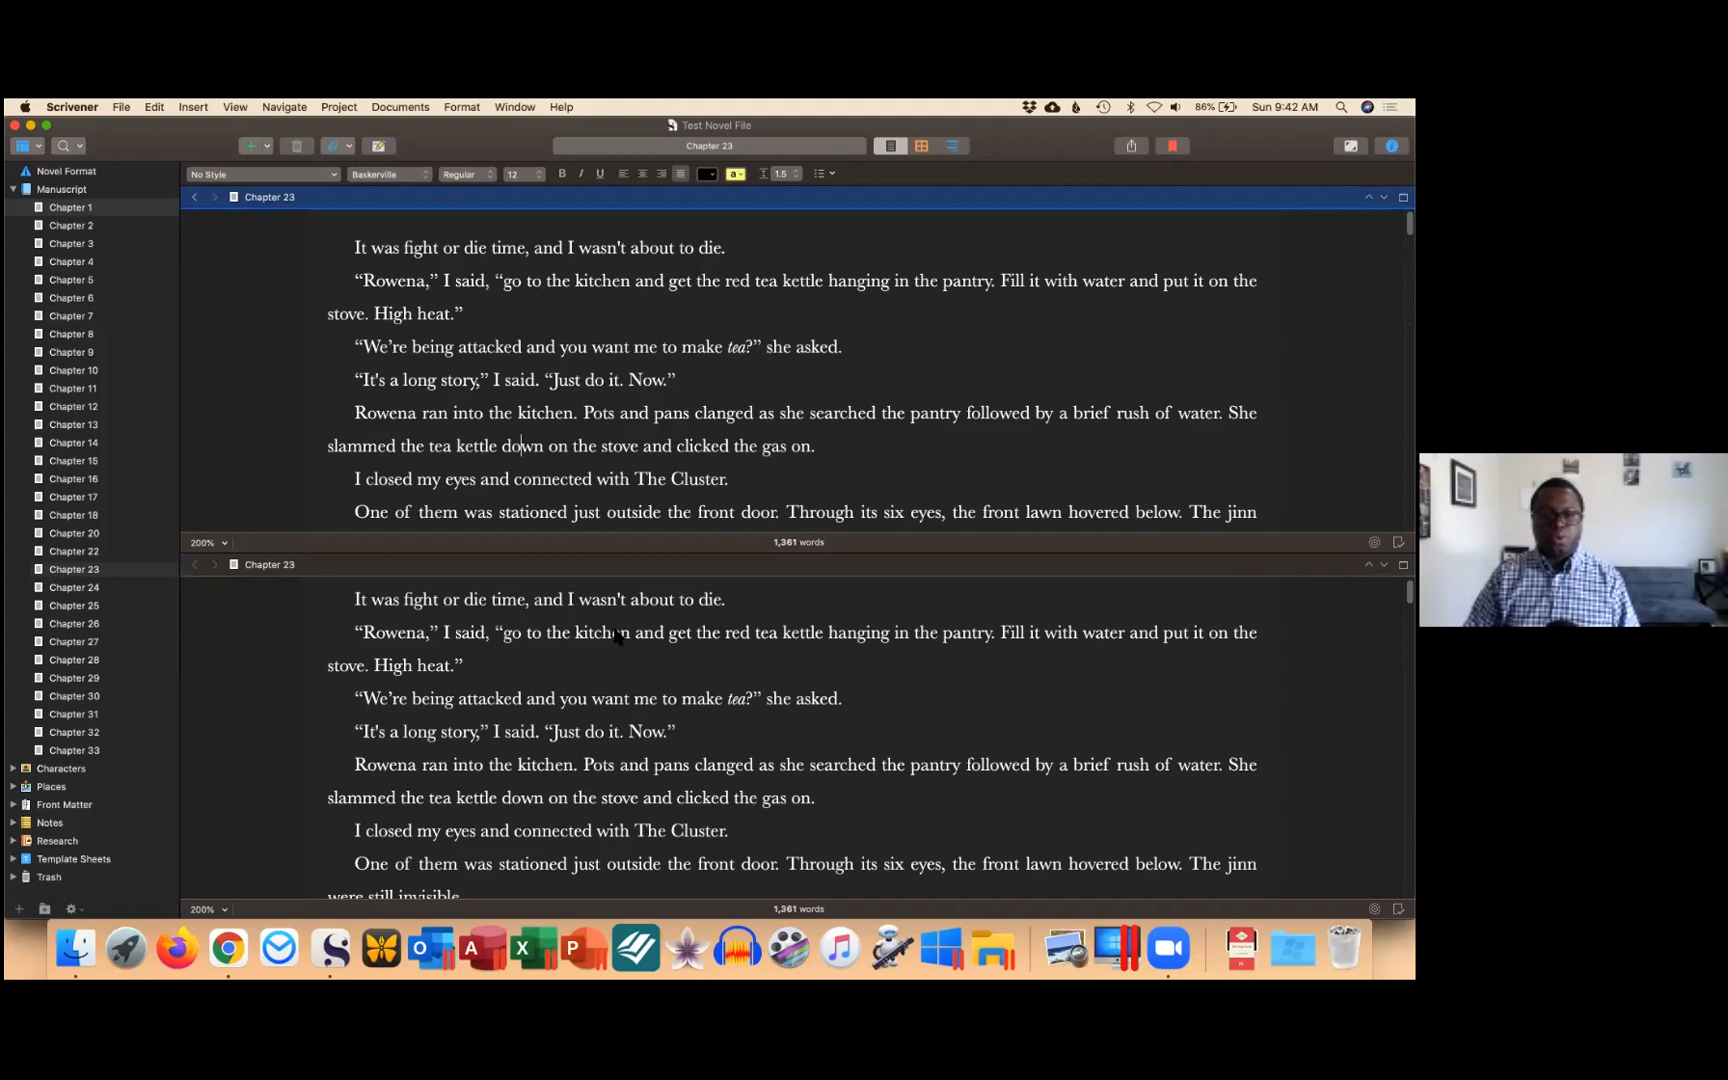 Scrivener File Edit Insert View Navigate Project Documents Format Window Help 86% Sun 9:42 AM
Test Novel File
Chapter 23
No Style Baskerville Regular 12 B I U a 1.5
Novel Format
Manuscript
Chapter 1
Chapter 2
Chapter 3
Chapter 4
Chapter 5
Chapter 6
Chapter 7
Chapter 8
Chapter 9
Chapter 10
Chapter 11
Chapter 12
Chapter 13
Chapter 14
Chapter 15
Chapter 16
Chapter 17
Chapter 18
Chapter 20
Chapter 22
Chapter 23
Chapter 24
Chapter 25
Chapter 26
Chapter 27
Chapter 28
Chapter 29
Chapter 30
Chapter 31
Chapter 32
Chapter 33
Characters
Places
Front Matter
Notes
Research
Template Sheets
Trash
Chapter 23
It was fight or die time, and I wasn't about to die.
“Rowena,” I said, “go to the kitchen and get the red tea kettle hanging in the pantry. Fill it with water and put it on the
stove. High heat.”
“We’re being attacked and you want me to make tea?” she asked.
“It's a long story,” I said. “Just do it. Now.”
Rowena ran into the kitchen. Pots and pans clanged as she searched the pantry followed by a brief rush of water. She
slammed the tea kettle down on the stove and clicked the gas on.
I closed my eyes and connected with The Cluster.
One of them was stationed just outside the front door. Through its six eyes, the front lawn hovered below. The jinn
200% 1,361 words
Chapter 23
It was fight or die time, and I wasn't about to die.
“Rowena,” I said, “go to the kitchen and get the red tea kettle hanging in the pantry. Fill it with water and put it on the
stove. High heat.”
“We’re being attacked and you want me to make tea?” she asked.
“It's a long story,” I said. “Just do it. Now.”
Rowena ran into the kitchen. Pots and pans clanged as she searched the pantry followed by a brief rush of water. She
slammed the tea kettle down on the stove and clicked the gas on.
I closed my eyes and connected with The Cluster.
One of them was stationed just outside the front door. Through its six eyes, the front lawn hovered below. The jinn
were still invisible
200% 1,361 words